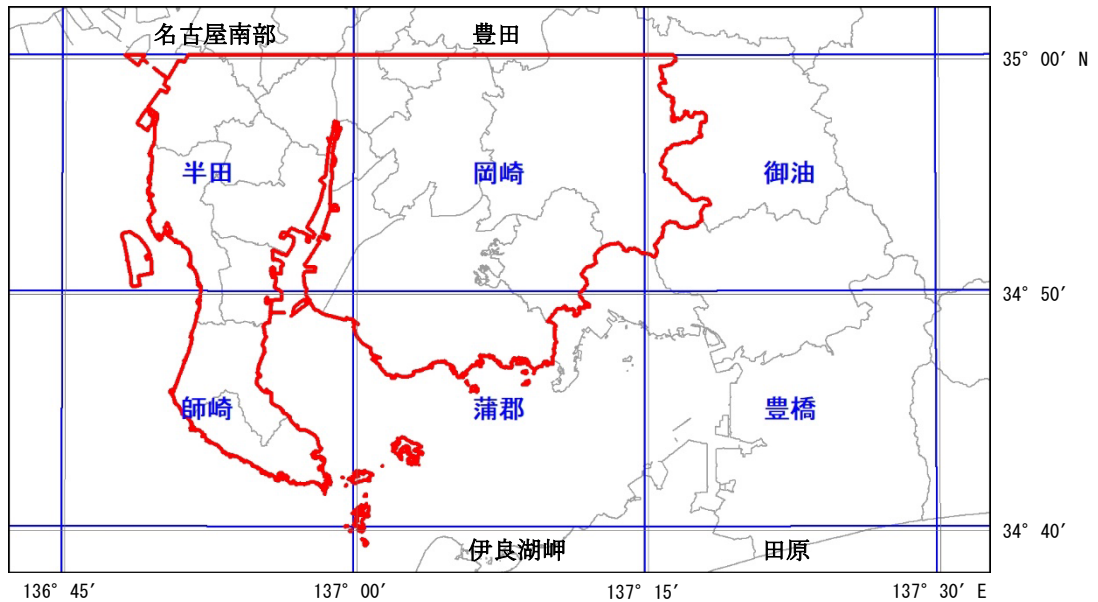 名古屋南部 豊田
35° 00′ N
半田 岡崎 御油
34° 50′
師崎 蒲郡 豊橋
34° 40′
伊良湖岬 田原
136° 45′ 137° 00′ 137° 15′ 137° 30′ E